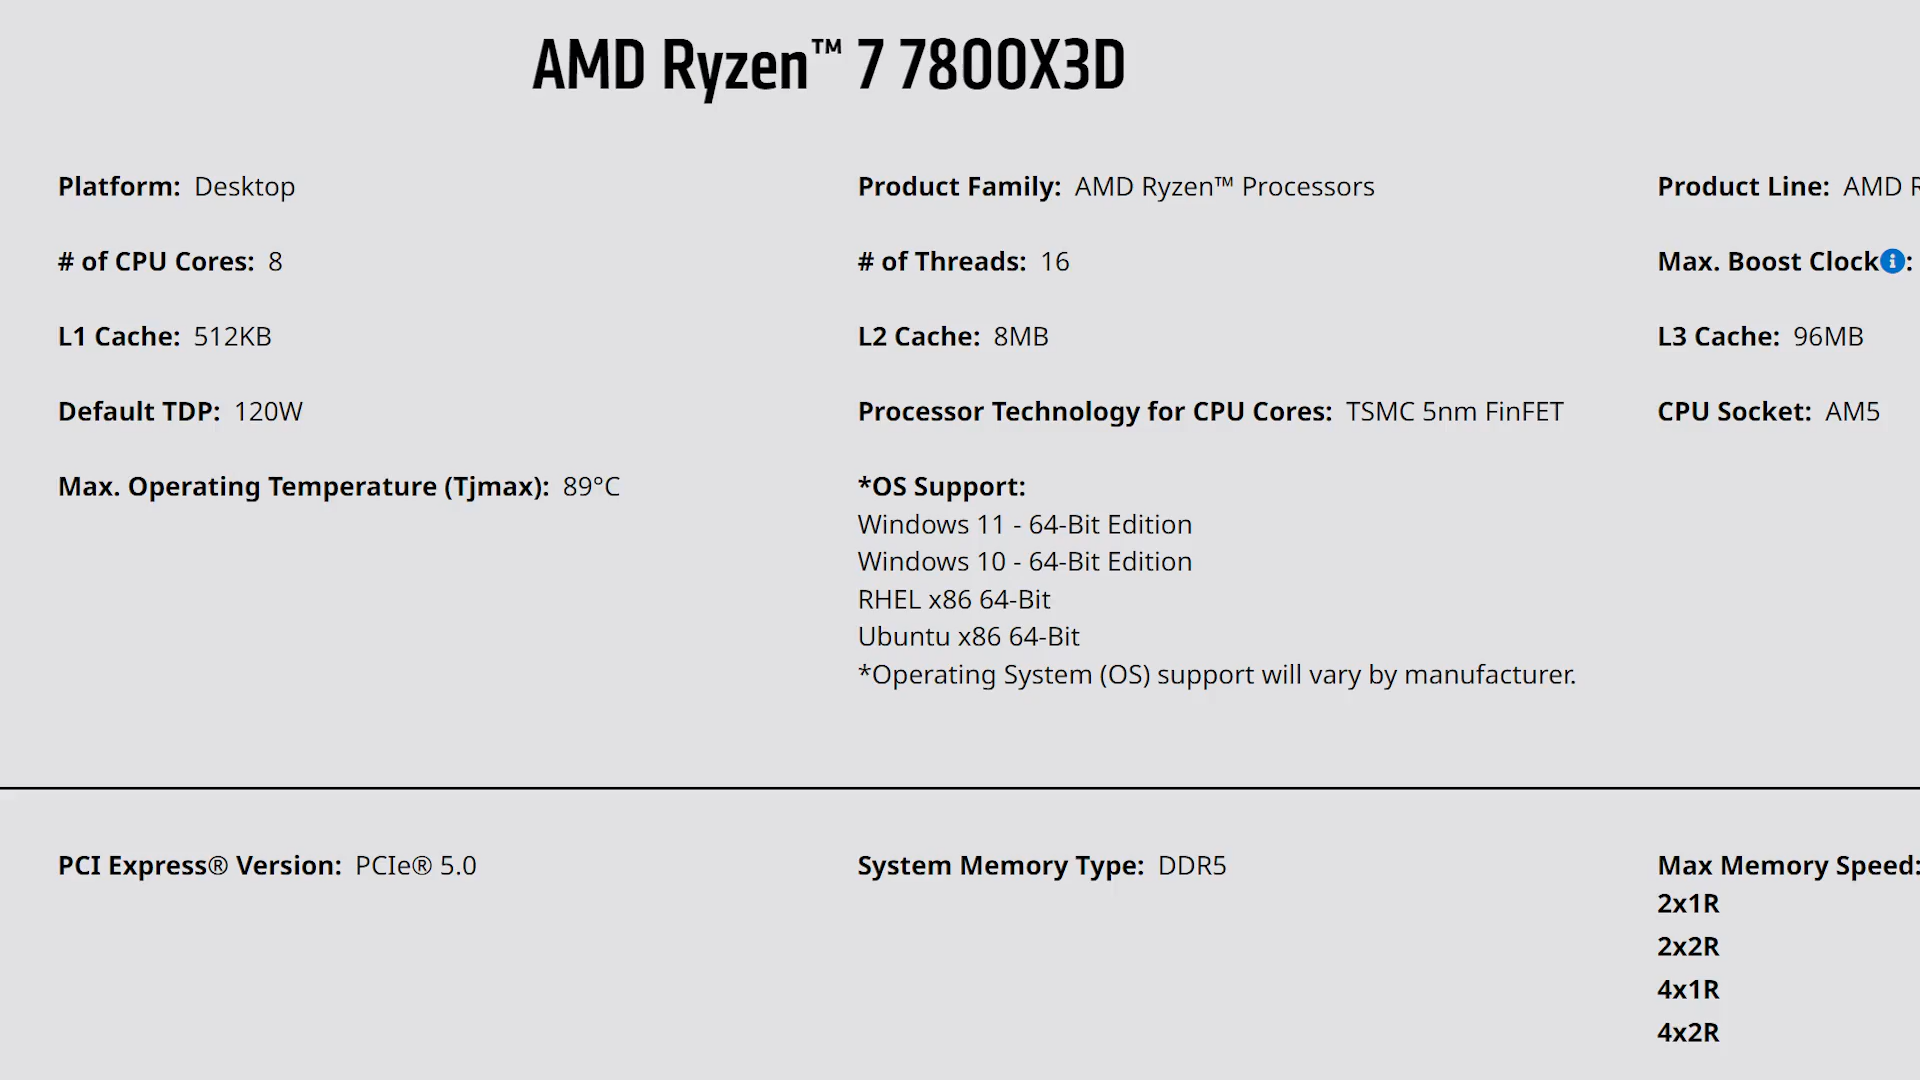 AMD Ryzen™ 7 7800X3D
Platform: Desktop
Product Family: AMD Ryzen™ Processors
Product Line: AMD
# of CPU Cores: 8
# of Threads: 16
Max. Boost Clock:
L1 Cache: 512KB
L2 Cache: 8MB
L3 Cache: 96MB
Default TDP: 120W
Processor Technology for CPU Cores: TSMC 5nm FinFET
CPU Socket: AM5
Max. Operating Temperature (Tjmax): 89°C
*OS Support:
Windows 11 - 64-Bit Edition
Windows 10 - 64-Bit Edition
RHEL x86 64-Bit
Ubuntu x86 64-Bit
*Operating System (OS) support will vary by manufacturer.
PCI Express® Version: PCIe® 5.0
System Memory Type: DDR5
Max Memory Speed:
2x1R
2x2R
4x1R
4x2R